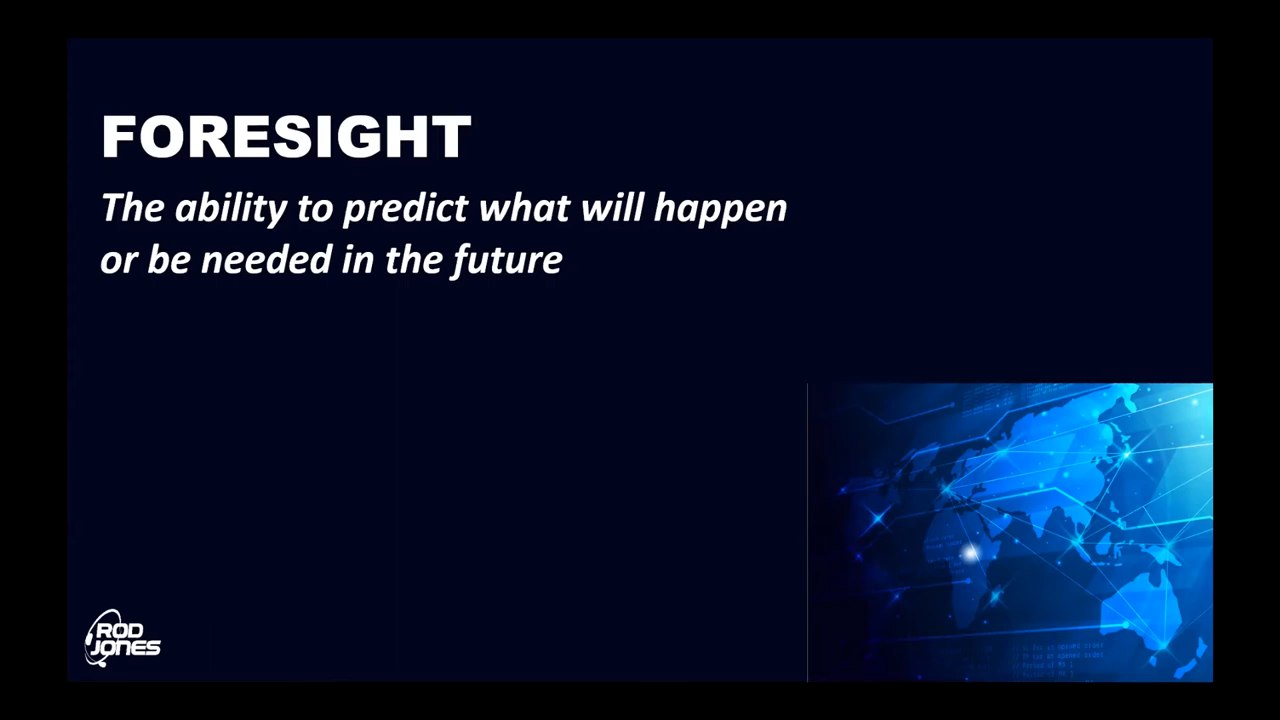 FORESIGHT
The ability to predict what will happen
or be needed in the future
ROD
JONES